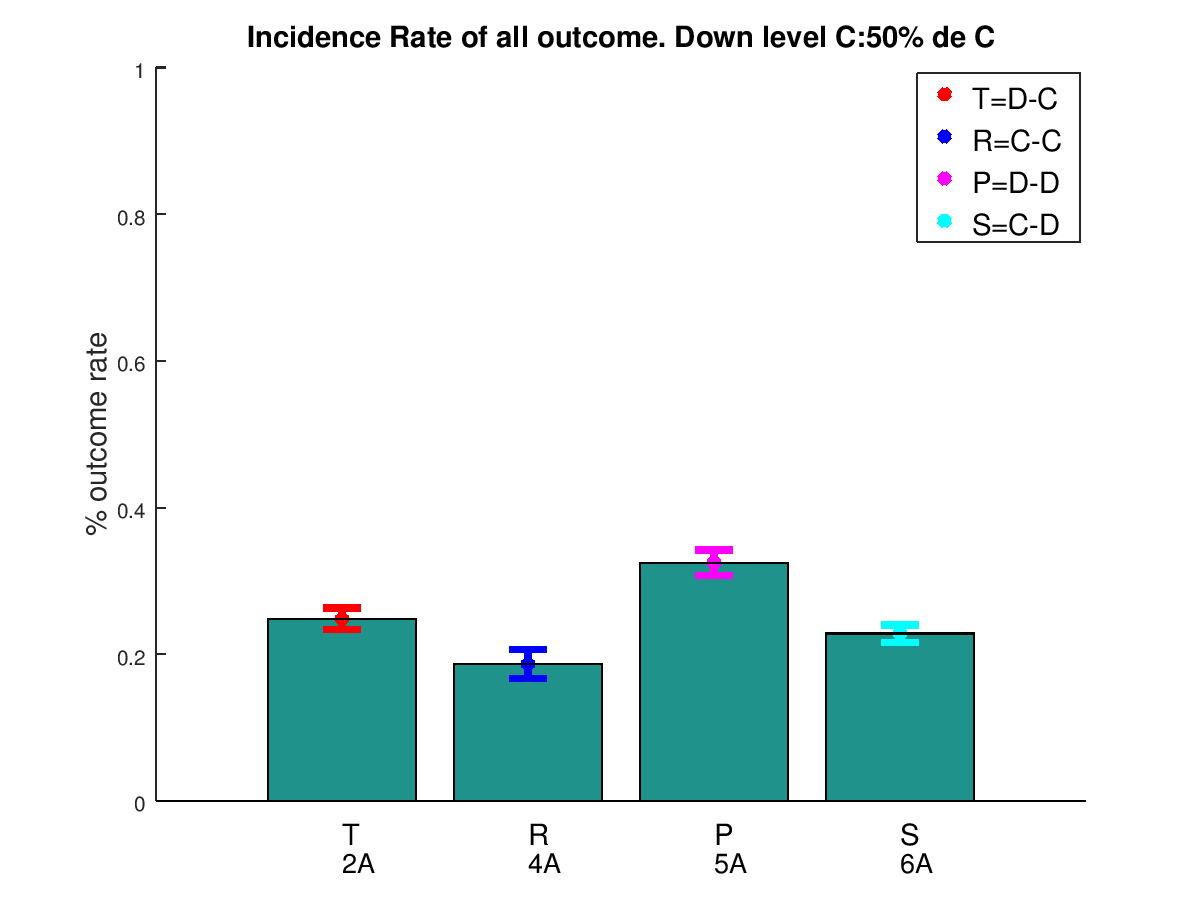 Incidence Rate of all outcome. Down level C:50% de C
1
0.8
0.6
0.4
0.2
0
% outcome rate
T=D-C
R=C-C
P=D-D
S=C-D
T R P S
2A 4A 5A 6A